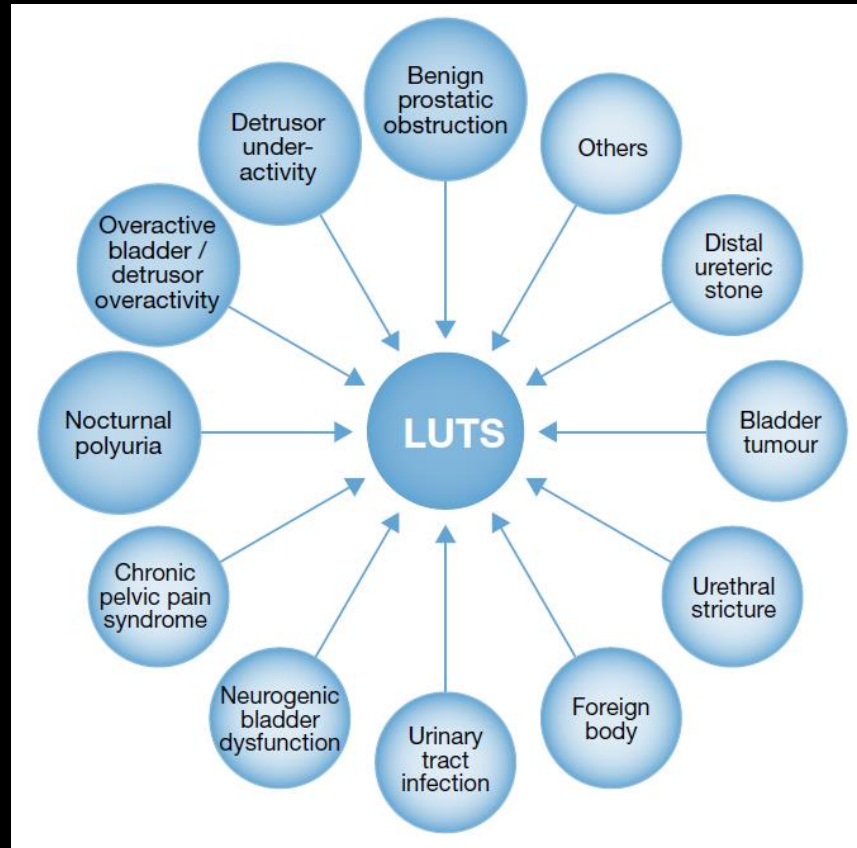 Benign
prostatic
obstruction
Others
Distal
ureteric
stone
Bladder
tumour
Urethral
stricture
Foreign
body
Urinary
tract
infection
Neurogenic
bladder
dysfunction
Chronic
pelvic pain
syndrome
Nocturnal
polyuria
Overactive
bladder /
detrusor
overactivity
Detrusor
under-
activity
LUTS